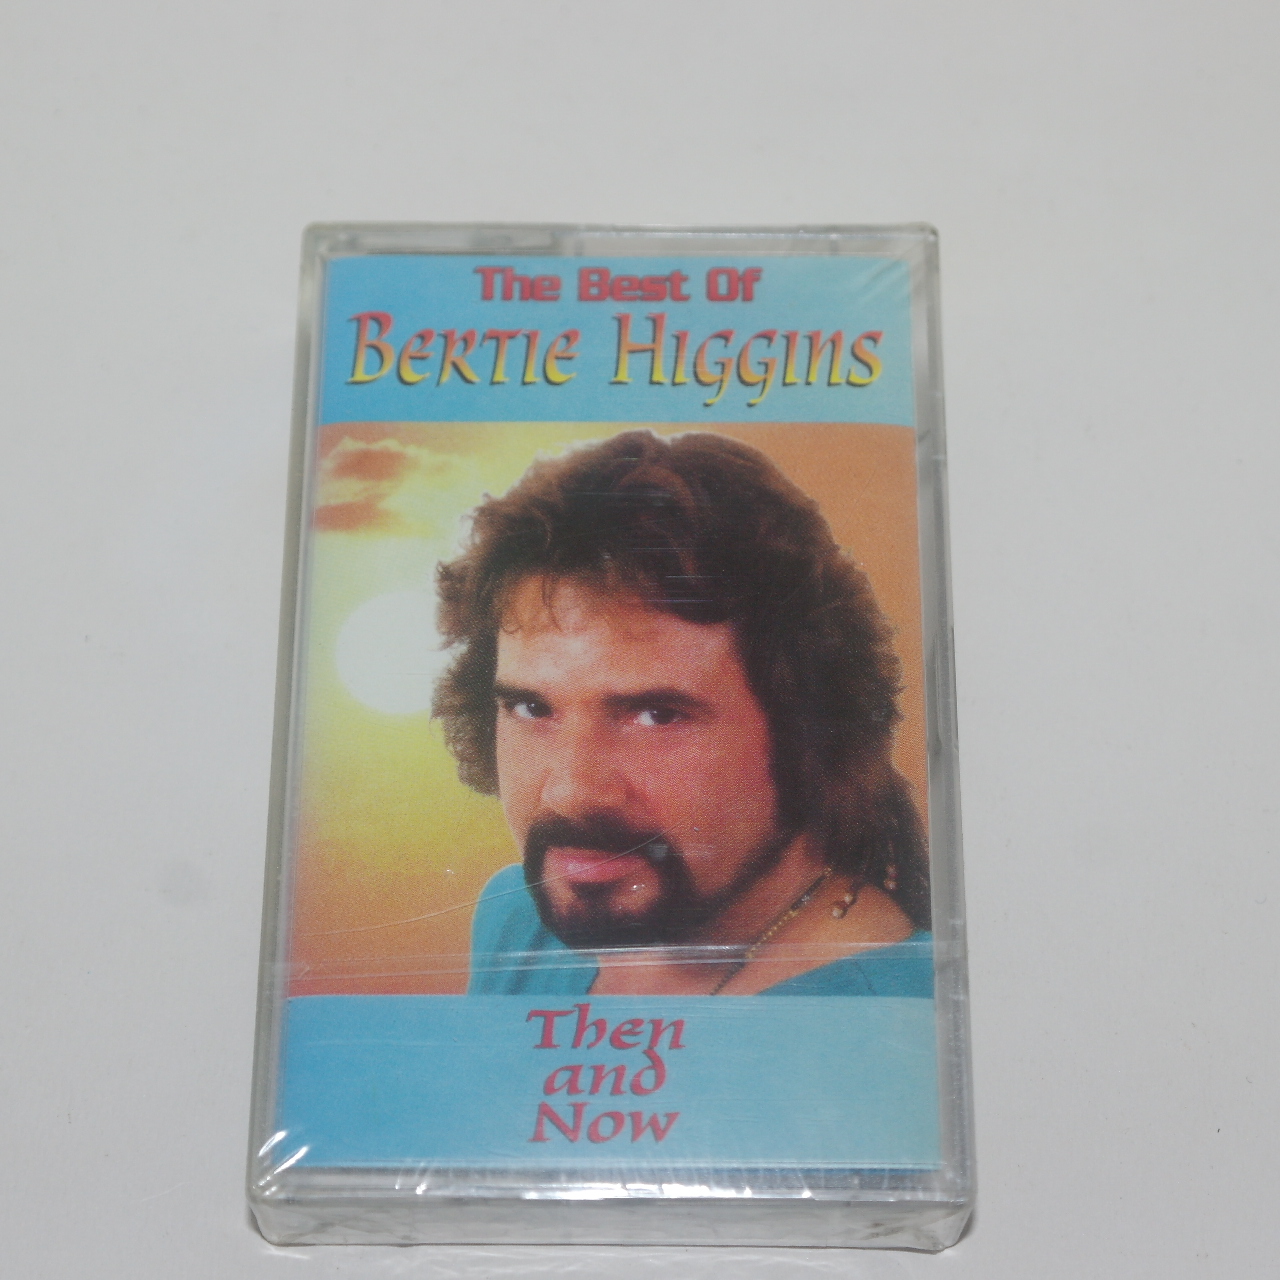 The Best Of
Bertie Higgins
Then
and
Now